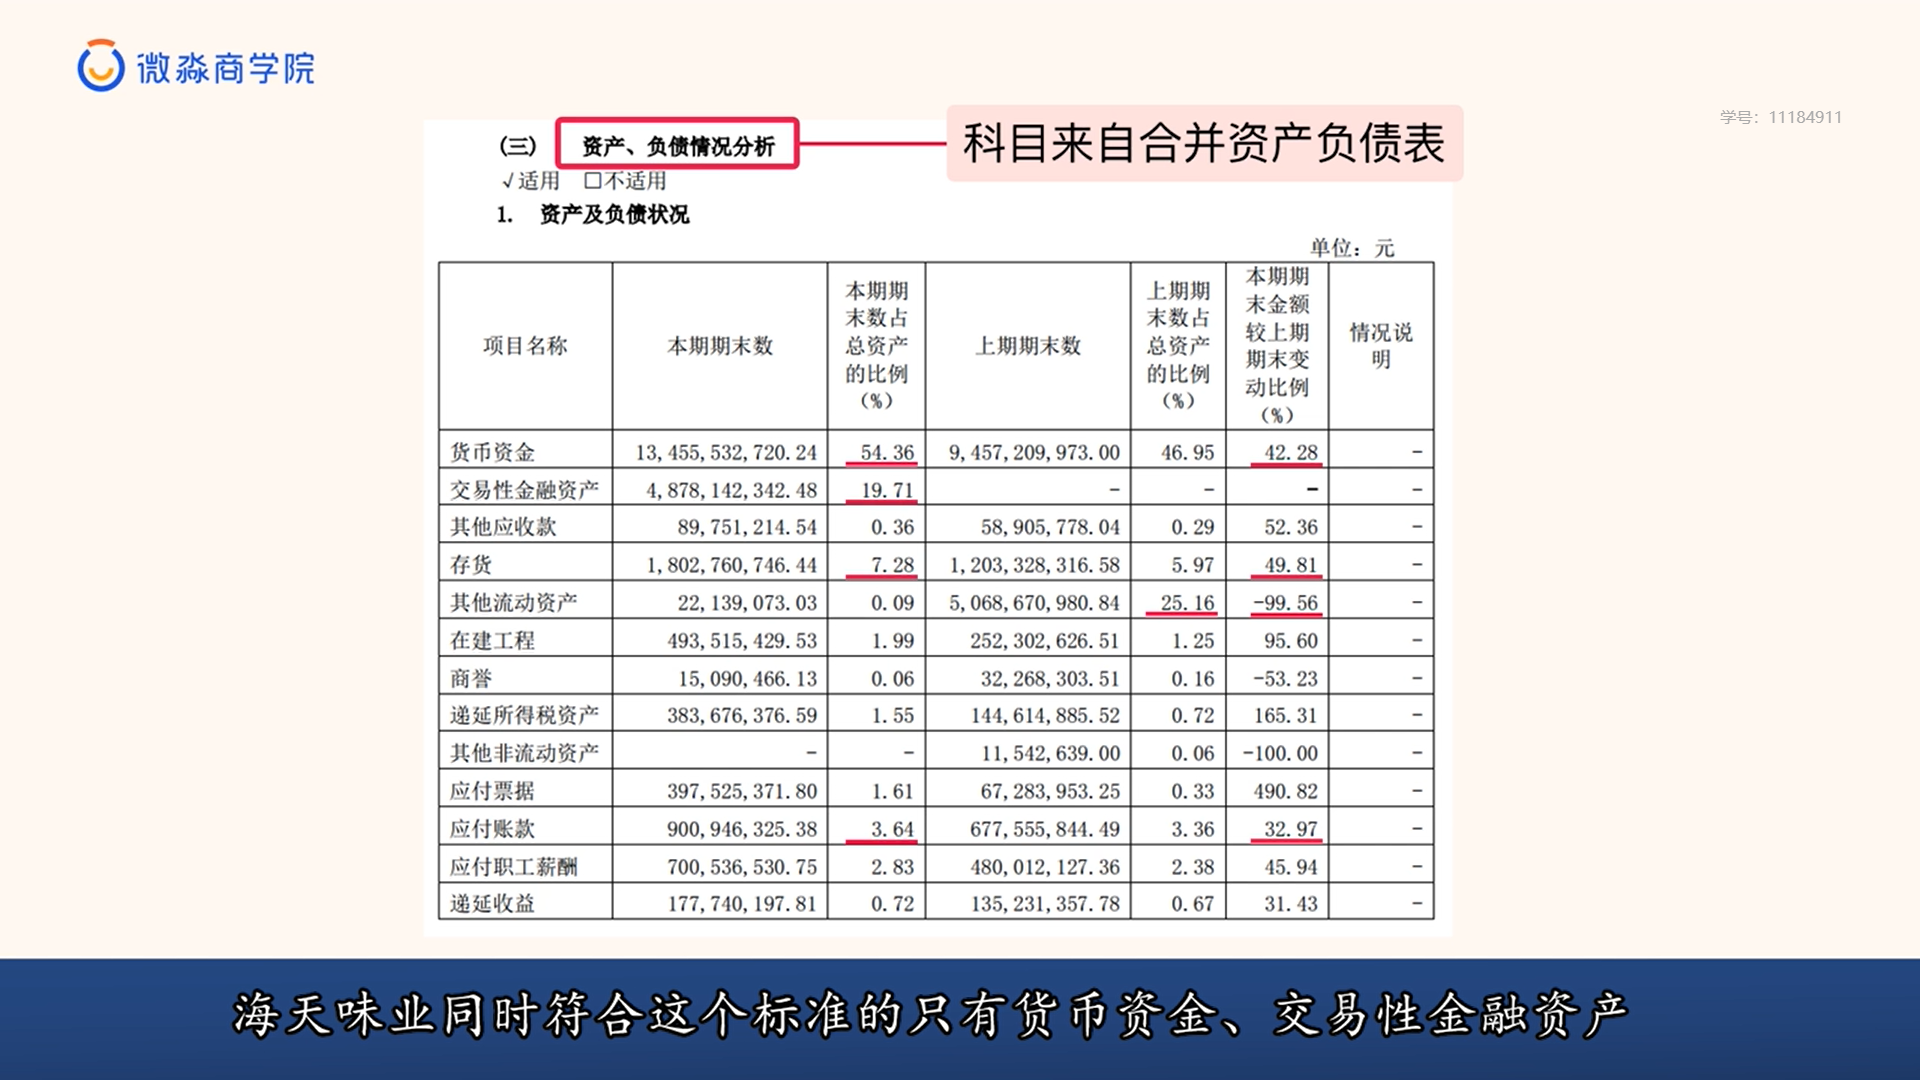 微淼商学院
学号：11184911
(三) 资产、负债情况分析
科目来自合并资产负债表
√适用 □不适用
1. 资产及负债状况
单位：元
项目名称 本期期末数 本期期末数占总资产的比例（%） 上期期末数 上期期末数占总资产的比例（%） 本期期末金额较上期期末变动比例（%） 情况说明
货币资金 13,455,532,720.24 54.36 9,457,209,973.00 46.95 42.28 -
交易性金融资产 4,878,142,342.48 19.71 - - - -
其他应收款 89,751,214.54 0.36 58,905,778.04 0.29 52.36 -
存货 1,802,760,746.44 7.28 1,203,328,316.58 5.97 49.81 -
其他流动资产 22,139,073.03 0.09 5,068,670,980.84 25.16 -99.56 -
在建工程 493,515,429.53 1.99 252,302,626.51 1.25 95.60 -
商誉 15,090,466.13 0.06 32,268,303.51 0.16 -53.23 -
递延所得税资产 383,676,376.59 1.55 144,614,885.52 0.72 165.31 -
其他非流动资产 - - 11,542,639.00 0.06 -100.00 -
应付票据 397,525,371.80 1.61 67,283,953.25 0.33 490.82 -
应付账款 900,946,325.38 3.64 677,555,844.49 3.36 32.97 -
应付职工薪酬 700,536,530.75 2.83 480,012,127.36 2.38 45.94 -
递延收益 177,740,197.81 0.72 135,231,357.78 0.67 31.43 -
海天味业同时符合这个标准的只有货币资金、交易性金融资产